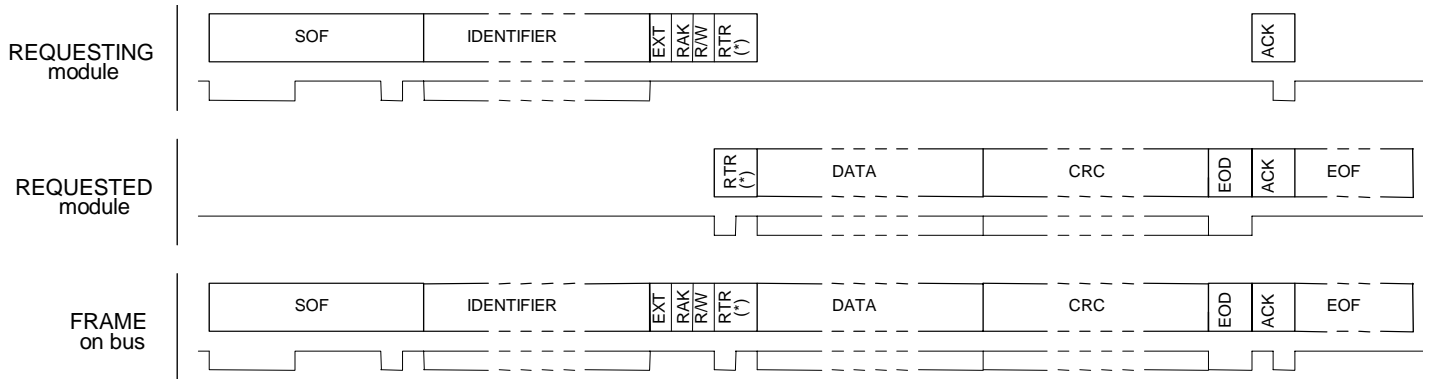 REQUESTING
module
SOF
IDENTIFIER
EXT
RAK
R/W
RTR
(*)
ACK
REQUESTED
module
RTR
(*)
DATA
CRC
EOD
ACK
EOF
FRAME
on bus
SOF
IDENTIFIER
EXT
RAK
R/W
RTR
(*)
DATA
CRC
EOD
ACK
EOF